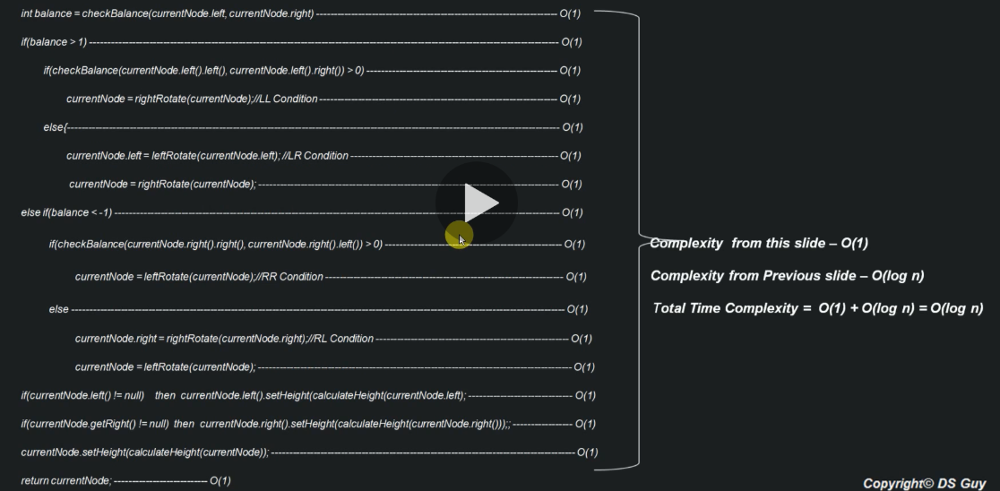 int balance = checkBalance(currentNode.left, currentNode.right) ---------- O(1)
if(balance > 1) ---------- O(1)
if(checkBalance(currentNode.left().left(), currentNode.left().right()) > 0) ---------- O(1)
currentNode = rightRotate(currentNode);//LL Condition ---------- O(1)
else{---------- O(1)
currentNode.left = leftRotate(currentNode.left); //LR Condition ---------- O(1)
currentNode = rightRotate(currentNode); ---------- O(1)
else if(balance < -1) ---------- O(1)
if(checkBalance(currentNode.right().right(), currentNode.right().left()) > 0) ---------- O(1)
Complexity from this slide – O(1)
currentNode = leftRotate(currentNode);//RR Condition ---------- O(1)
Complexity from Previous slide – O(log n)
else ---------- O(1)
Total Time Complexity = O(1) + O(log n) = O(log n)
currentNode.right = rightRotate(currentNode.right);//RL Condition ---------- O(1)
currentNode = leftRotate(currentNode); ---------- O(1)
if(currentNode.left() != null) then currentNode.left().setHeight(calculateHeight(currentNode.left); ---------- O(1)
if(currentNode.getRight() != null) then currentNode.right().setHeight(calculateHeight(currentNode.right()));; ---------- O(1)
currentNode.setHeight(calculateHeight(currentNode)); ---------- O(1)
return currentNode; ---------- O(1)
Copyright© DS Guy